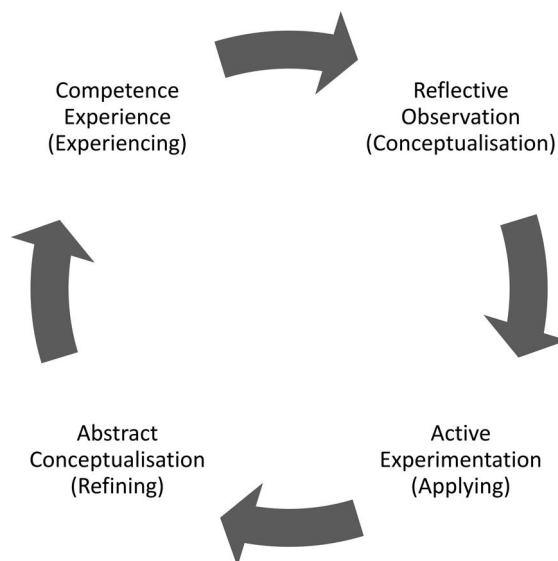 Competence
Experience
(Experiencing)
Reflective
Observation
(Conceptualisation)
Active
Experimentation
(Applying)
Abstract
Conceptualisation
(Refining)